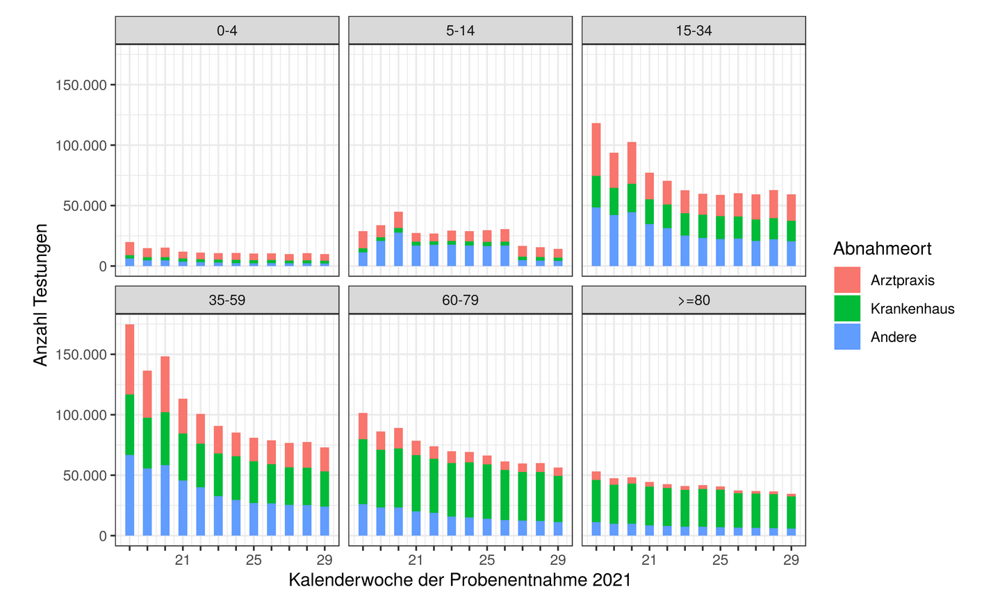 0-4 5-14 15-34
150.000
100.000
50.000
0
35-59 60-79 >=80
150.000
100.000
50.000
0
21 25 29 21 25 29 21 25 29
Kalenderwoche der Probenentnahme 2021
Anzahl Testungen
Abnahmeort
Arztpraxis
Krankenhaus
Andere